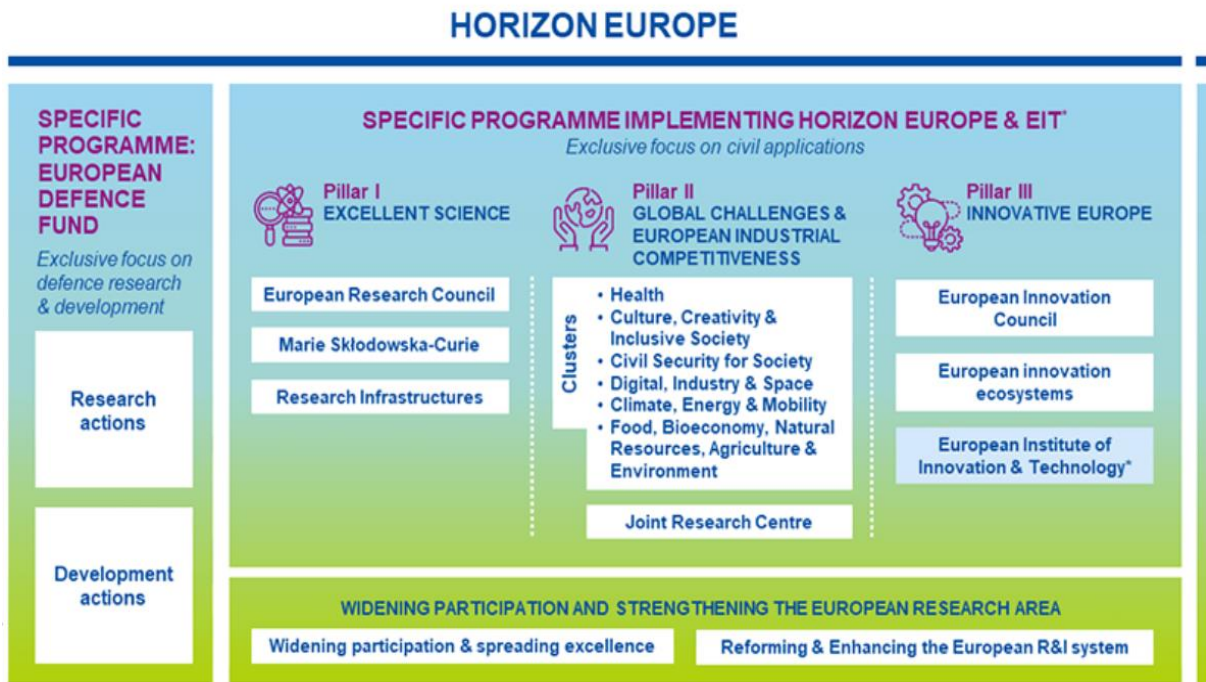 HORIZON EUROPE
SPECIFIC
PROGRAMME:
EUROPEAN
DEFENCE
FUND
Exclusive focus on
defence research
& development
Research
actions
Development
actions
SPECIFIC PROGRAMME IMPLEMENTING HORIZON EUROPE & EIT*
Exclusive focus on civil applications
Pillar I
EXCELLENT SCIENCE
European Research Council
Marie Skłodowska-Curie
Research Infrastructures
Pillar II
GLOBAL CHALLENGES &
EUROPEAN INDUSTRIAL
COMPETITIVENESS
Clusters
• Health
• Culture, Creativity &
Inclusive Society
• Civil Security for Society
• Digital, Industry & Space
• Climate, Energy & Mobility
• Food, Bioeconomy, Natural
Resources, Agriculture &
Environment
Joint Research Centre
Pillar III
INNOVATIVE EUROPE
European Innovation
Council
European innovation
ecosystems
European Institute of
Innovation & Technology*
WIDENING PARTICIPATION AND STRENGTHENING THE EUROPEAN RESEARCH AREA
Widening participation & spreading excellence
Reforming & Enhancing the European R&I system